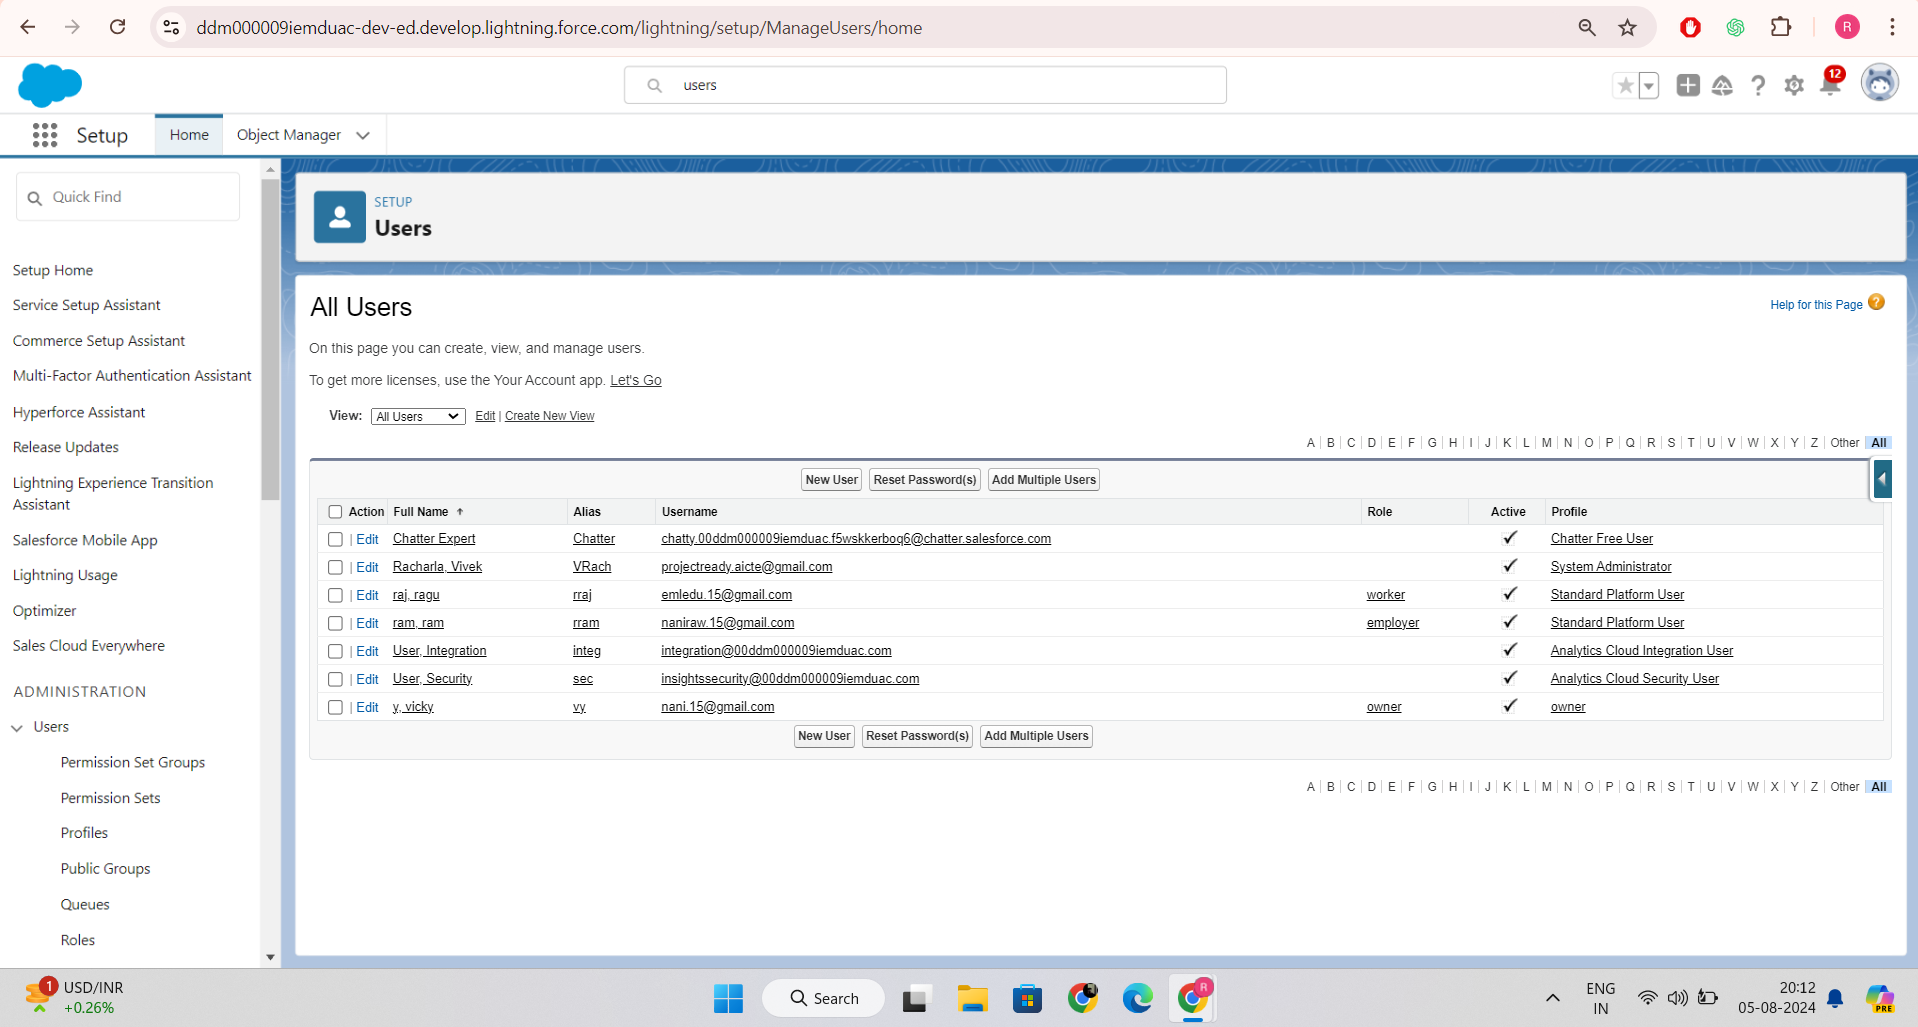 ddm000009iemduac-dev-ed.develop.lightning.force.com/lightning/setup/ManageUsers/home
R
users
12
Setup
Home
Object Manager
Quick Find
SETUP
Users
Setup Home
Service Setup Assistant
Commerce Setup Assistant
Multi-Factor Authentication Assistant
Hyperforce Assistant
Release Updates
Lightning Experience Transition
Assistant
Salesforce Mobile App
Lightning Usage
Optimizer
Sales Cloud Everywhere
ADMINISTRATION
Users
Permission Set Groups
Permission Sets
Profiles
Public Groups
Queues
Roles
All Users
Help for this Page ?
On this page you can create, view, and manage users.
To get more licenses, use the Your Account app. Let's Go
View: All Users Edit | Create New View
A | B | C | D | E | F | G | H | I | J | K | L | M | N | O | P | Q | R | S | T | U | V | W | X | Y | Z | Other All
New User Reset Password(s) Add Multiple Users
Action Full Name ↑ Alias Username Role Active Profile
| Edit Chatter Expert Chatter chatty.00ddm000009iemduac.f5wskkerboq6@chatter.salesforce.com ✓ Chatter Free User
| Edit Racharla, Vivek VRach projectready.aicte@gmail.com ✓ System Administrator
| Edit raj, ragu rraj emledu.15@gmail.com worker ✓ Standard Platform User
| Edit ram, ram rram naniraw.15@gmail.com employer ✓ Standard Platform User
| Edit User, Integration integ integration@00ddm000009iemduac.com ✓ Analytics Cloud Integration User
| Edit User, Security sec insightssecurity@00ddm000009iemduac.com ✓ Analytics Cloud Security User
| Edit y, vicky vy nani.15@gmail.com owner ✓ owner
New User Reset Password(s) Add Multiple Users
A | B | C | D | E | F | G | H | I | J | K | L | M | N | O | P | Q | R | S | T | U | V | W | X | Y | Z | Other All
1
USD/INR
+0.26%
Search
R
ENG
IN
20:12
05-08-2024
PRE